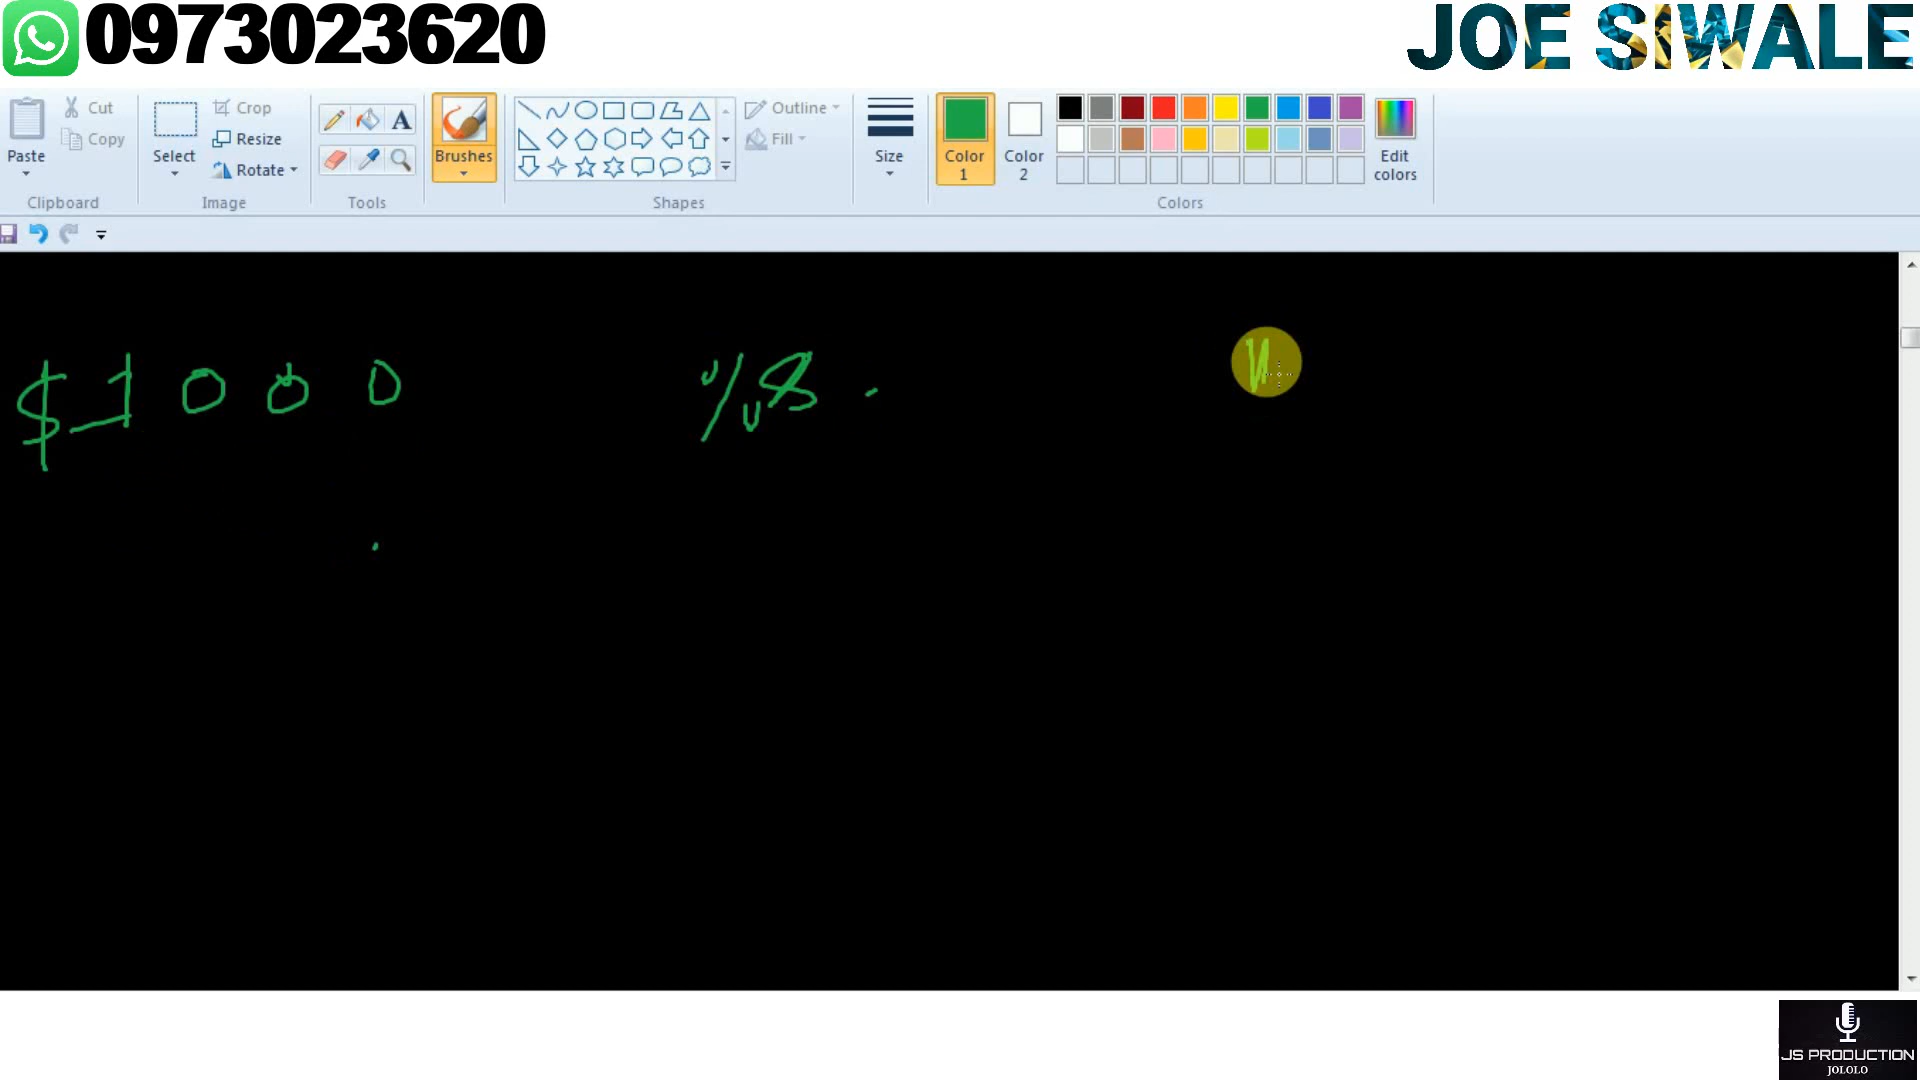 0973023620
JOE SIWALE
Paste
Cut
Copy
Clipboard
Select
Crop
Resize
Rotate
Image
A
Tools
Brushes
Outline
Fill
Shapes
Size
Color
1
Color
2
Edit
colors
Colors
$1000
JS PRODUCTION
JOLOLO